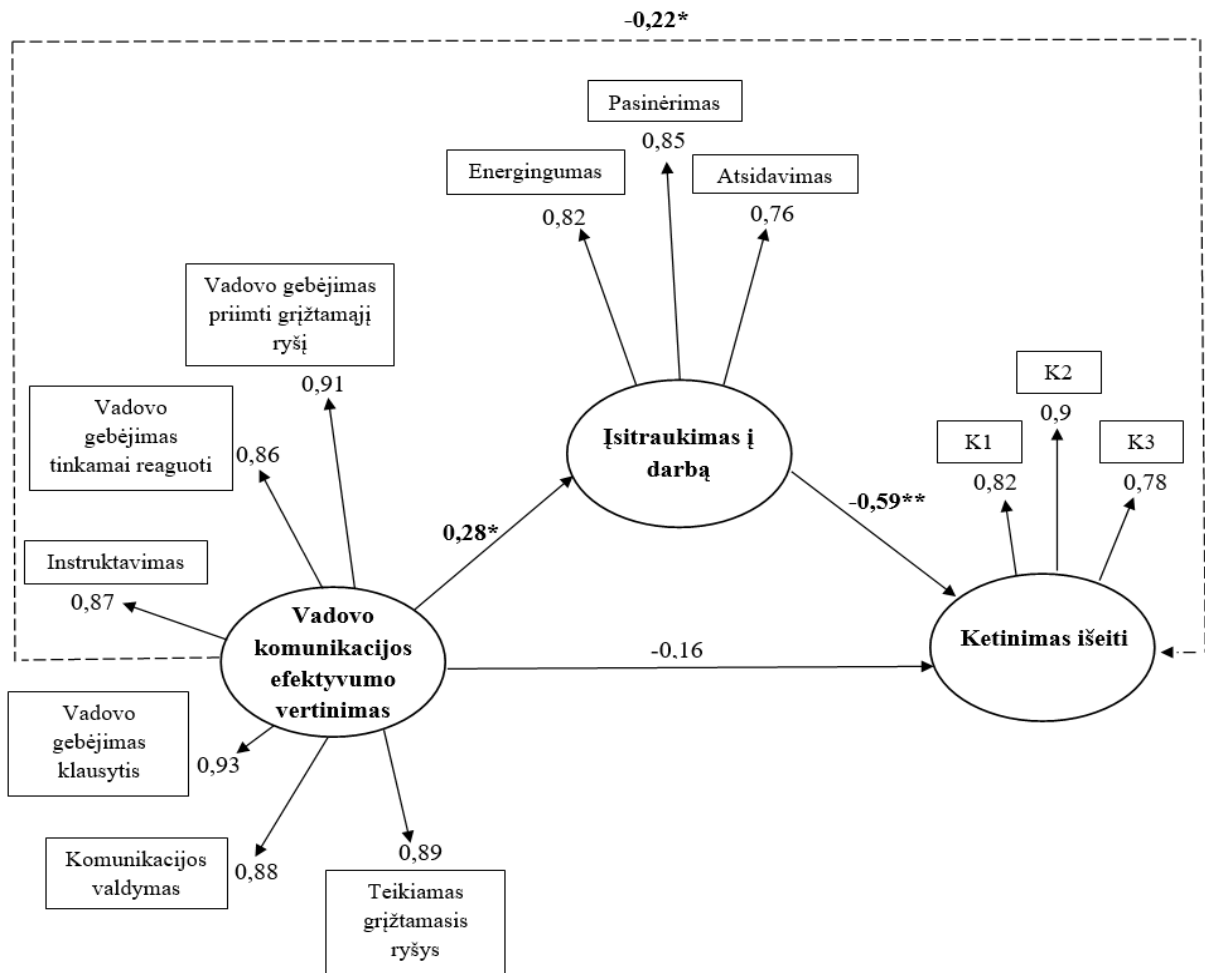 -0,22*
Pasinėrimas
0,85
Energingumas
0,82
Atsidavimas
0,76
Vadovo gebėjimas
priimti grįžtamąjį
ryšį
0,91
Vadovo
gebėjimas
tinkamai reaguoti
0,86
Įsitraukimas į
darbą
K2
0,9
K1
0,82
K3
0,78
-0,59**
0,28*
Instruktavimas
0,87
Vadovo
komunikacijos
efektyvumo
vertinimas
-0,16
Ketinimas išeiti
Vadovo
gebėjimas
klausytis
0,93
Komunikacijos
valdymas
0,88
0,89
Teikiamas
grįžtamasis
ryšys